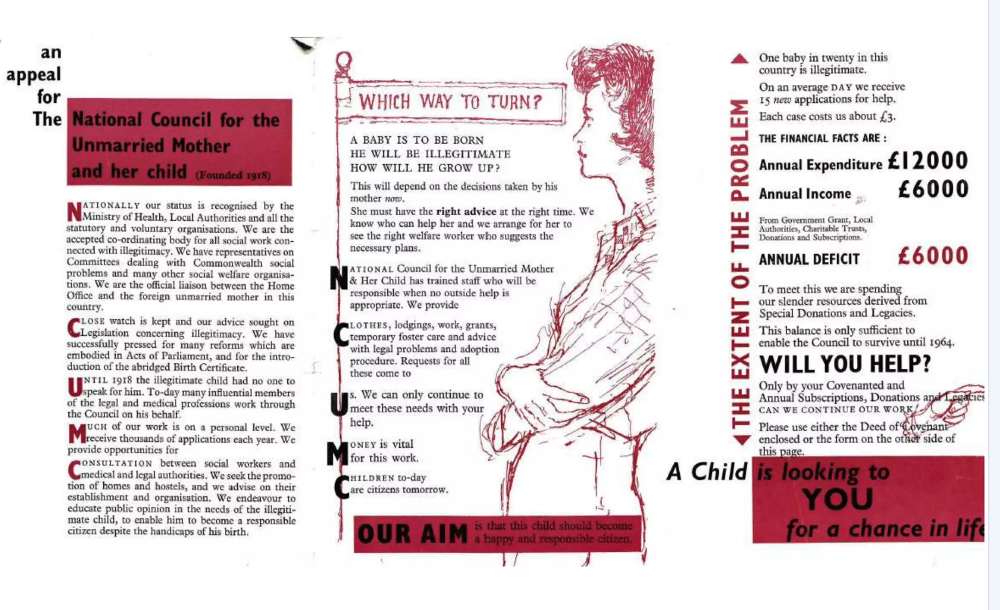 an
appeal
for
The
National Council for the
Unmarried Mother
and her child (Founded 1918)
NATIONALLY our status is recognised by the
Ministry of Health, Local Authorities and all the
statutory and voluntary organisations. We are the
accepted co-ordinating body for all social work con-
nected with illegitimacy. We have representatives on
Committees dealing with Commonwealth social
problems and many other social welfare organisa-
tions. We are the official liaison between the Home
Office and the foreign unmarried mother in this
country.
CLOSE watch is kept and our advice sought on
Legislation concerning illegitimacy. We have
successfully pressed for many reforms which are
embodied in Acts of Parliament, and for the intro-
duction of the abridged Birth Certificate.
UNTIL 1918 the illegitimate child had no one to
speak for him. To-day many influential members
of the legal and medical professions work through
the Council on his behalf.
MUCH of our work is on a personal level. We
receive thousands of applications each year. We
provide opportunities for
CONSULTATION between social workers and
medical and legal authorities. We seek the promo-
tion of homes and hostels, and we advise on their
establishment and organisation. We endeavour to
educate public opinion in the needs of the illegiti-
mate child, to enable him to become a responsible
citizen despite the handicaps of his birth.
WHICH WAY TO TURN?
A BABY IS TO BE BORN
HE WILL BE ILLEGITIMATE
HOW WILL HE GROW UP?
This will depend on the decisions taken by his
mother now.
She must have the right advice at the right time. We
know who can help her and we arrange for her to
see the right welfare worker who suggests the
necessary plans.
NATIONAL Council for the Unmarried Mother
& Her Child has trained staff who will be
responsible when no outside help is
appropriate. We provide
CLOTHES, lodgings, work, grants,
temporary foster care and advice
with legal problems and adoption
procedure. Requests for all
these come to
Us. We can only continue to
meet these needs with your
help.
MONEY is vital
for this work.
CHILDREN to-day
are citizens tomorrow.
OUR AIM is that this child should become
a happy and responsible citizen.
THE EXTENT OF THE PROBLEM
One baby in twenty in this
country is illegitimate.
On an average DAY we receive
15 new applications for help.
Each case costs us about £3.
THE FINANCIAL FACTS ARE :
Annual Expenditure £12000
Annual Income £6000
From Government Grant, Local
Authorities, Charitable Trusts,
Donations and Subscriptions.
ANNUAL DEFICIT £6000
To meet this we are spending
our slender resources derived from
Special Donations and Legacies.
This balance is only sufficient to
enable the Council to survive until 1964.
WILL YOU HELP?
Only by your Covenanted and
Annual Subscriptions, Donations and Legacies
CAN WE CONTINUE OUR WORK
Please use either the Deed of Covenant
enclosed or the form on the other side of
this page.
A Child is looking to
YOU
for a chance in life